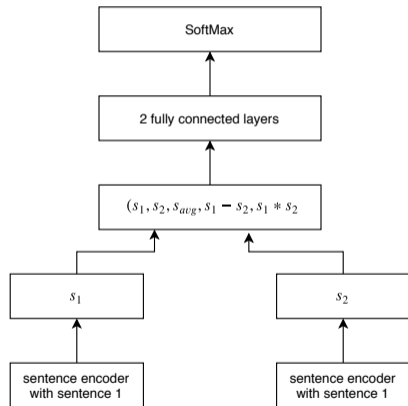 SoftMax
2 fully connected layers
(s₁, s₂, sₐᵥg, s₁ − s₂, s₁ * s₂
s₁
s₂
sentence encoder
with sentence 1
sentence encoder
with sentence 1